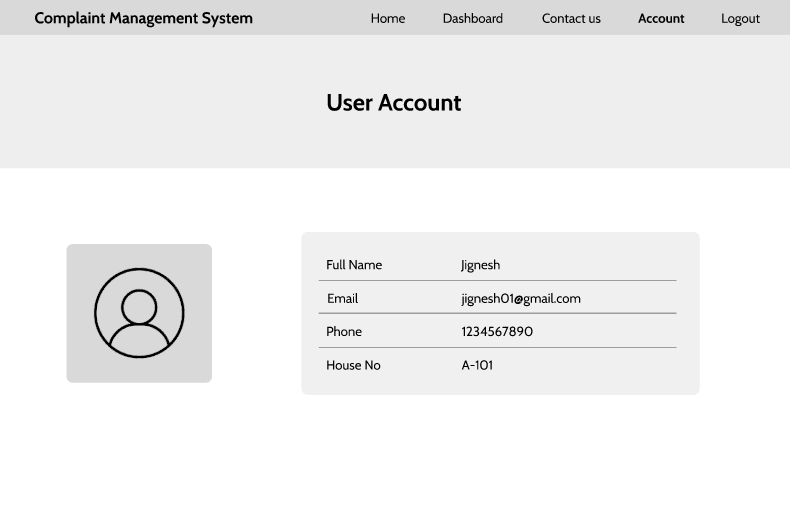 Complaint Management System Home Dashboard Contact us Account Logout
User Account
Full Name Jignesh
Email jignesh01@gmail.com
Phone 1234567890
House No A-101